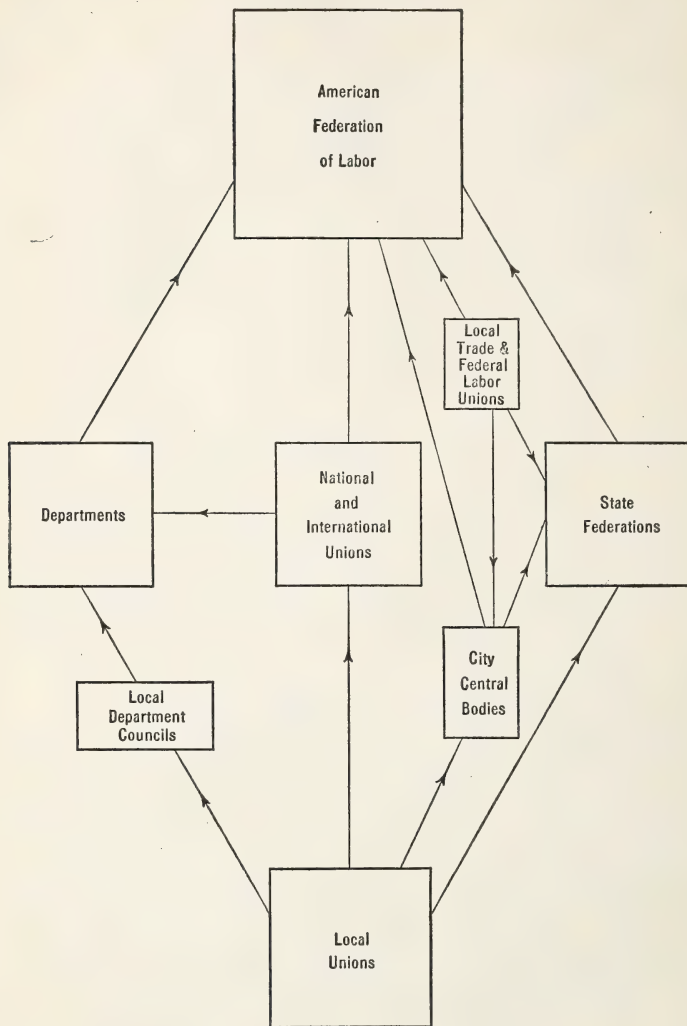 American
Federation
of Labor
Local
Trade &
Federal
Labor
Unions
Departments
National
and
International
Unions
State
Federations
City
Central
Bodies
Local
Department
Councils
Local
Unions